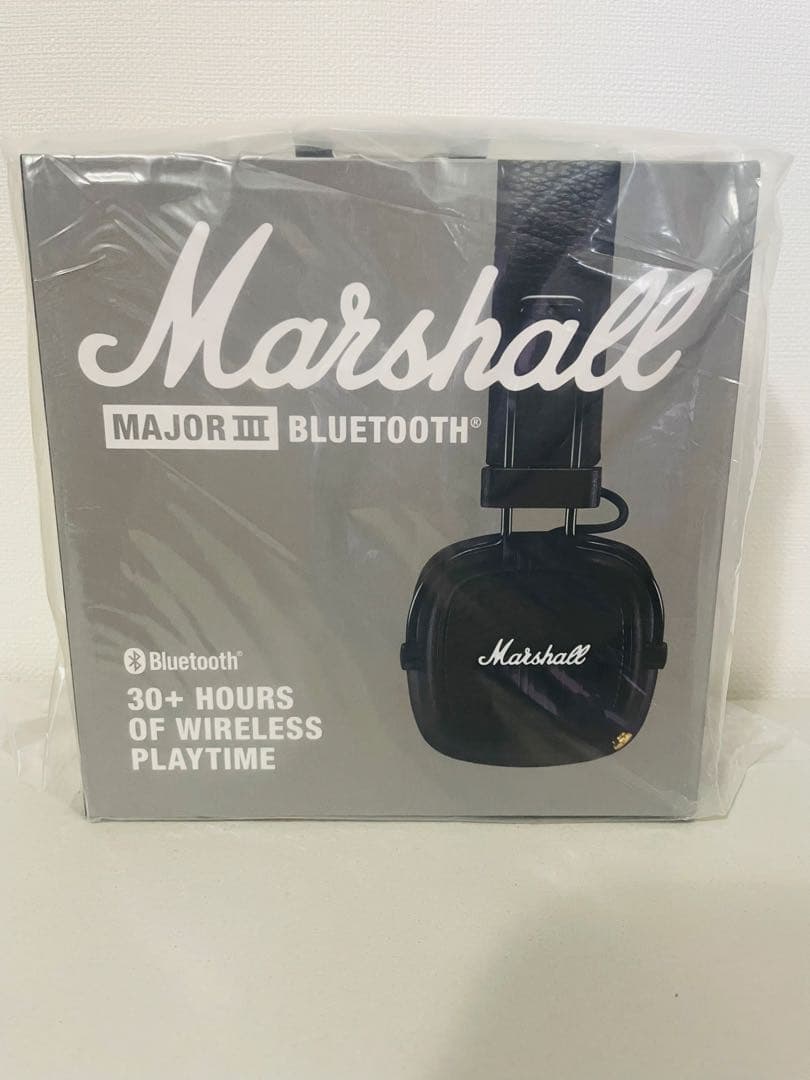 Marshall
MAJOR III BLUETOOTH®
Marshall
Bluetooth®
30+ HOURS
OF WIRELESS
PLAYTIME